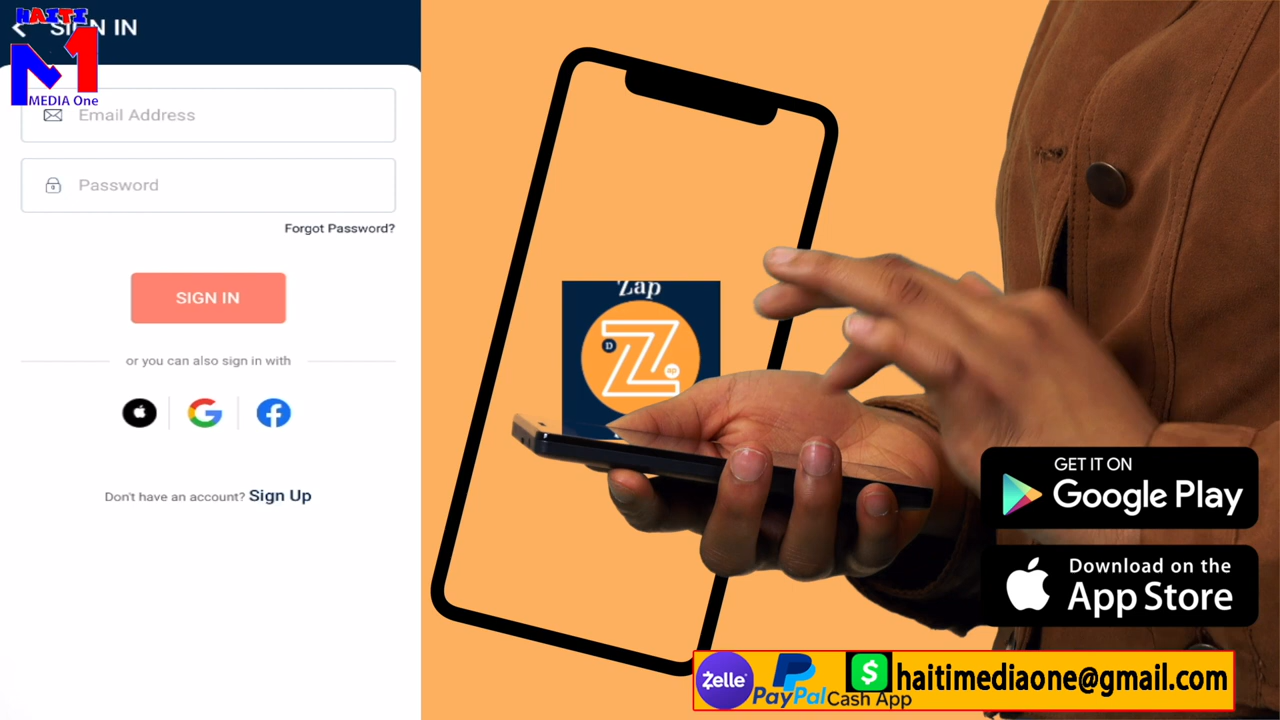 HAITI
SIGN IN
M1
MEDIA One
Email Address
Password
Forgot Password?
SIGN IN
or you can also sign in with
Don't have an account? Sign Up
Zap
D
Z
ap
GET IT ON
Google Play
Download on the
App Store
Zelle
PayPal
$
Cash App
haitimediaone@gmail.com